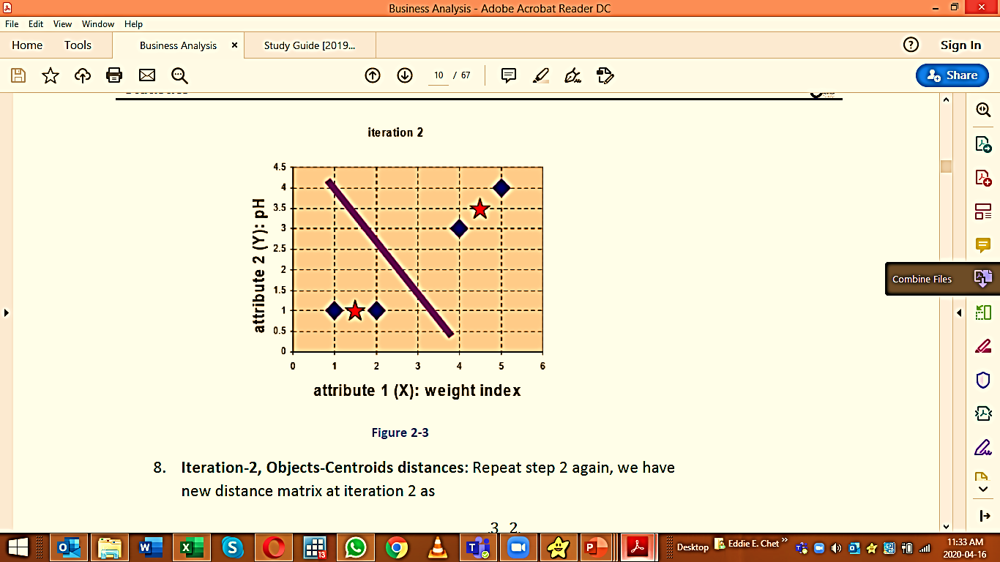 Business Analysis - Adobe Acrobat Reader DC
File Edit View Window Help
Home Tools Business Analysis × Study Guide [2019... Sign In
10 / 67
Share
iteration 2
4.5
4
3.5
3
2.5
2
1.5
1
0.5
0
attribute 2 (Y): pH
0 1 2 3 4 5 6
attribute 1 (X): weight index
Combine Files
Figure 2-3
8. Iteration-2, Objects-Centroids distances: Repeat step 2 again, we have
new distance matrix at iteration 2 as
3 2
13
Desktop Eddie E. Chet
11:33 AM
2020-04-16